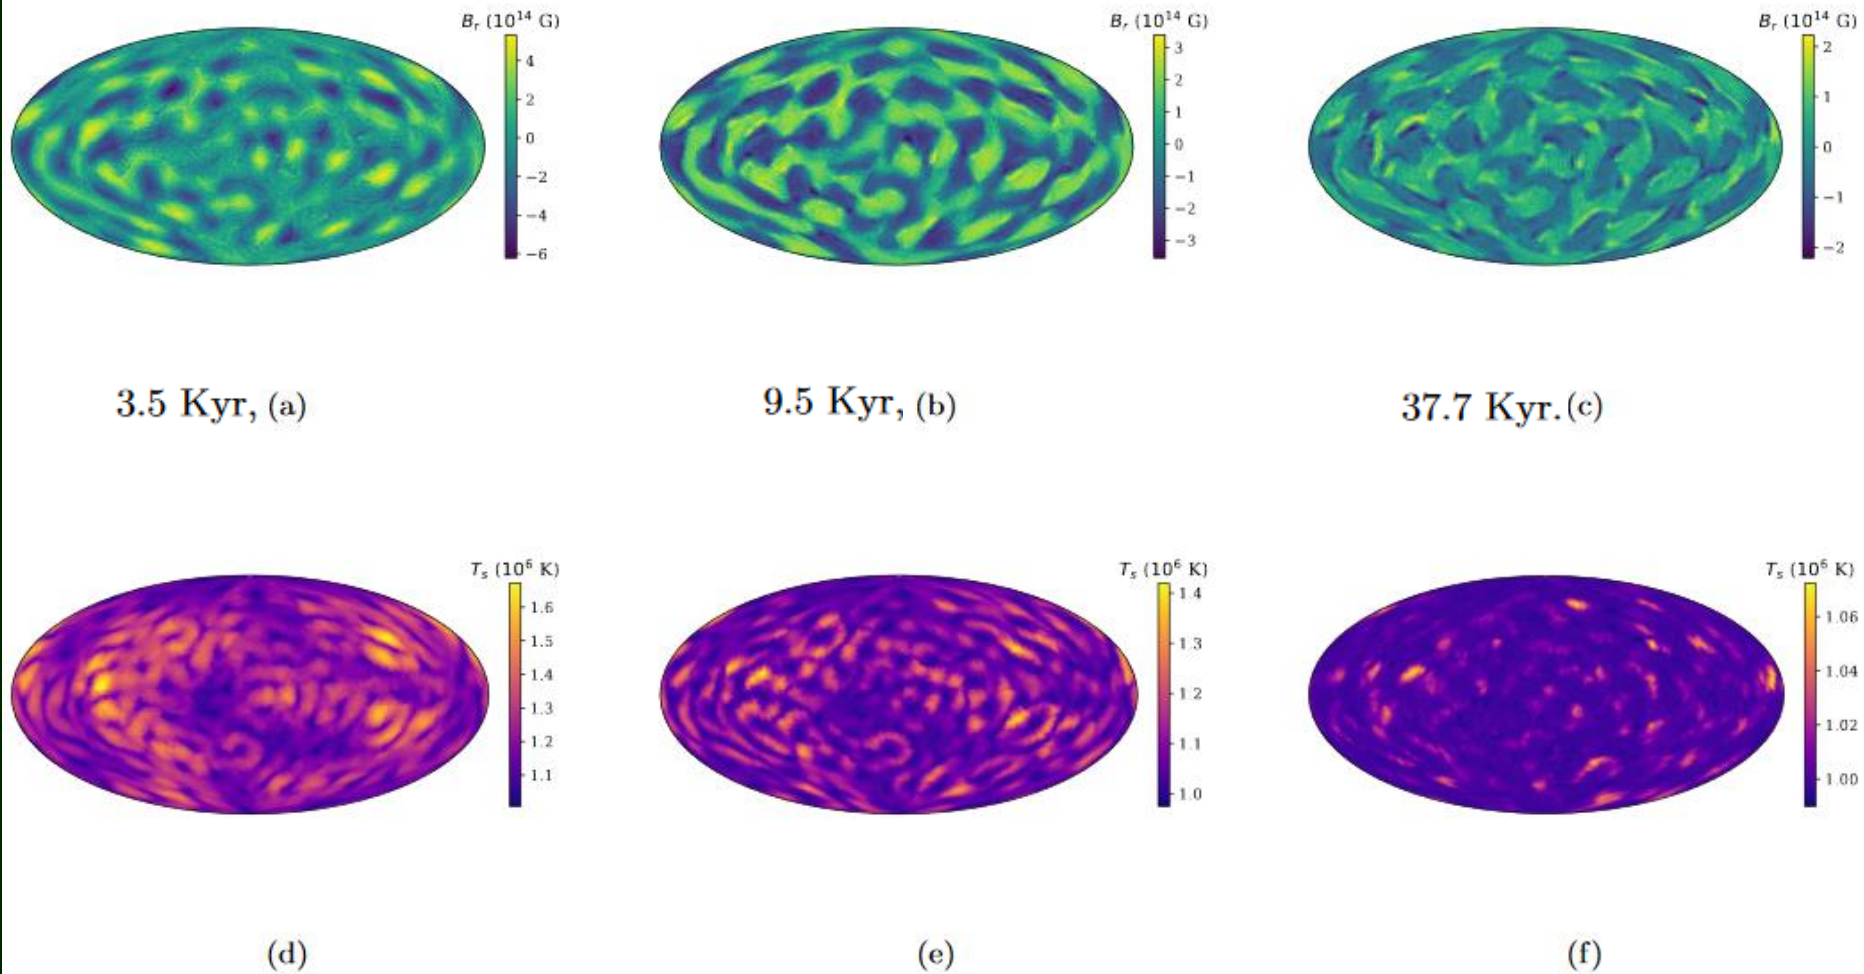 B_r (10^14 G)
4
2
0
−2
−4
−6
B_r (10^14 G)
3
2
1
0
−1
−2
−3
B_r (10^14 G)
2
1
0
−1
−2
3.5 Kyr, (a)
9.5 Kyr, (b)
37.7 Kyr. (c)
T_s (10^6 K)
1.6
1.5
1.4
1.3
1.2
1.1
T_s (10^6 K)
1.4
1.3
1.2
1.1
1.0
T_s (10^6 K)
1.06
1.04
1.02
1.00
(d)
(e)
(f)